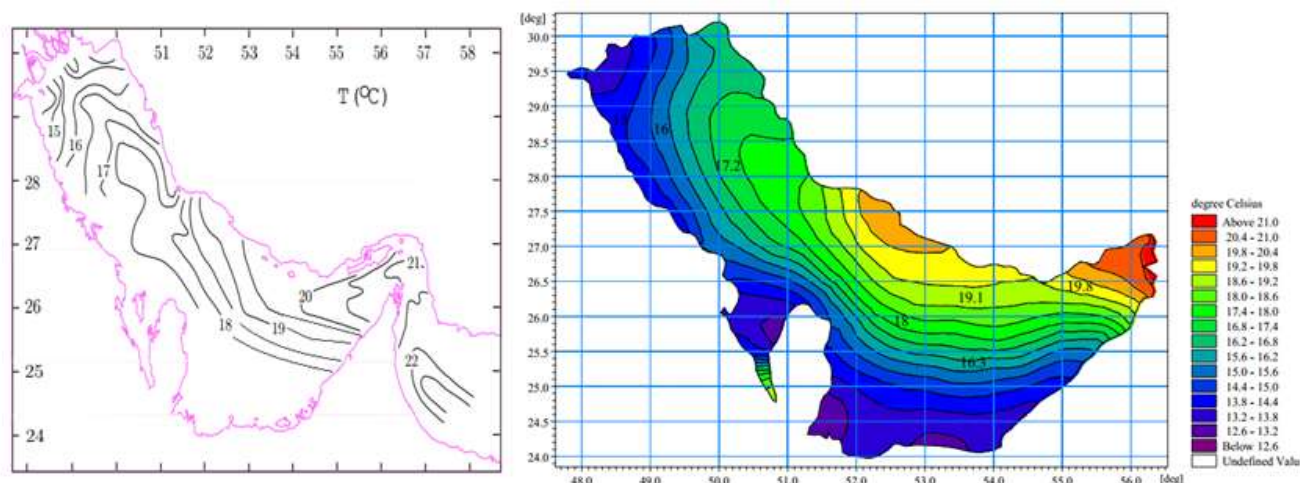 51 52 53 54 55 56 57 58
T(°C)
15
16
17
28
27
21
26
20
18
19
25
22
24
[deg]
30.0
29.5
29.0
28.5
28.0
27.5
27.0
26.5
26.0
25.5
25.0
24.5
24.0
16
17.2
19.1
19.8
18
16.3
48.0 49.0 50.0 51.0 52.0 53.0 54.0 55.0 56.0 [deg]
degree Celsius
Above 21.0
20.4 - 21.0
19.8 - 20.4
19.2 - 19.8
18.6 - 19.2
18.0 - 18.6
17.4 - 18.0
16.8 - 17.4
16.2 - 16.8
15.6 - 16.2
15.0 - 15.6
14.4 - 15.0
13.8 - 14.4
13.2 - 13.8
12.6 - 13.2
Below 12.6
Undefined Valu